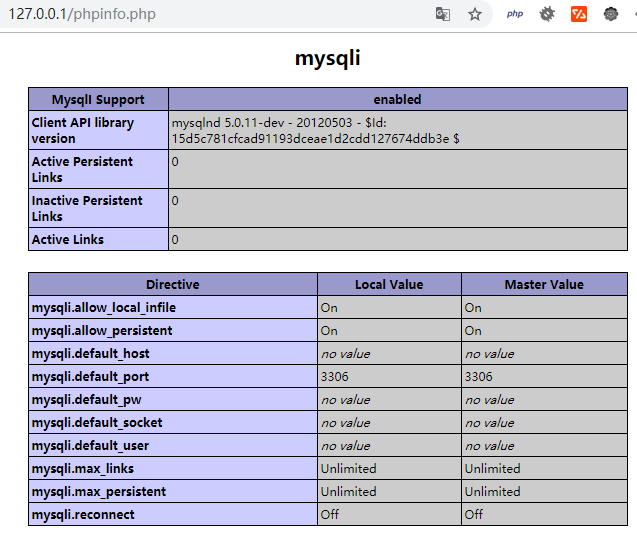 127.0.0.1/phpinfo.php
php
mysqli
MysqlI Support enabled
Client API library version mysqlnd 5.0.11-dev - 20120503 - $Id:
15d5c781cfcad91193dceae1d2cdd127674ddb3e $
Active Persistent Links 0
Inactive Persistent Links 0
Active Links 0
Directive Local Value Master Value
mysqli.allow_local_infile On On
mysqli.allow_persistent On On
mysqli.default_host no value no value
mysqli.default_port 3306 3306
mysqli.default_pw no value no value
mysqli.default_socket no value no value
mysqli.default_user no value no value
mysqli.max_links Unlimited Unlimited
mysqli.max_persistent Unlimited Unlimited
mysqli.reconnect Off Off